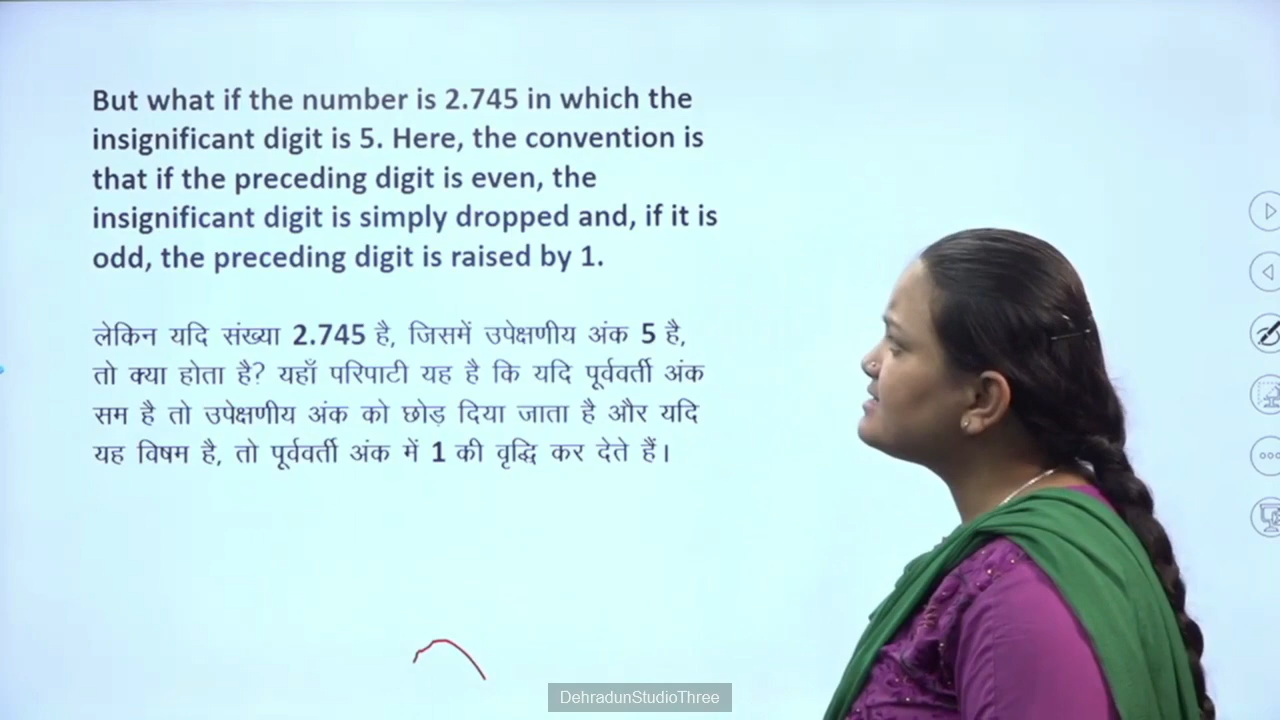 But what if the number is 2.745 in which the
insignificant digit is 5. Here, the convention is
that if the preceding digit is even, the
insignificant digit is simply dropped and, if it is
odd, the preceding digit is raised by 1.
लेकिन यदि संख्या 2.745 है, जिसमें उपेक्षणीय अंक 5 है,
तो क्या होता है? यहाँ परिपाटी यह है कि यदि पूर्ववर्ती अंक
सम है तो उपेक्षणीय अंक को छोड़ दिया जाता है और यदि
यह विषम है, तो पूर्ववर्ती अंक में 1 की वृद्धि कर देते हैं।
DehradunStudioThree